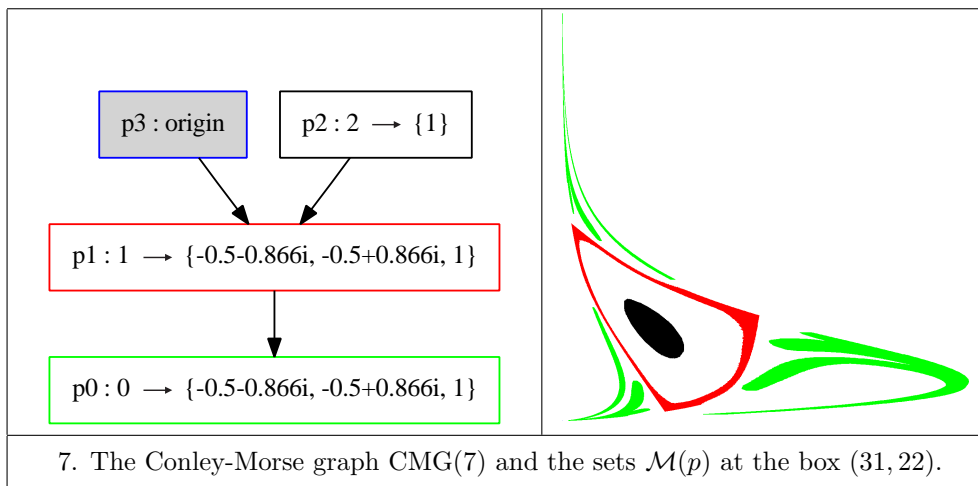 p3 : origin
p2 : 2 → {1}
p1 : 1 → {-0.5-0.866i, -0.5+0.866i, 1}
p0 : 0 → {-0.5-0.866i, -0.5+0.866i, 1}
7. The Conley-Morse graph CMG(7) and the sets ℳ(p) at the box (31, 22).